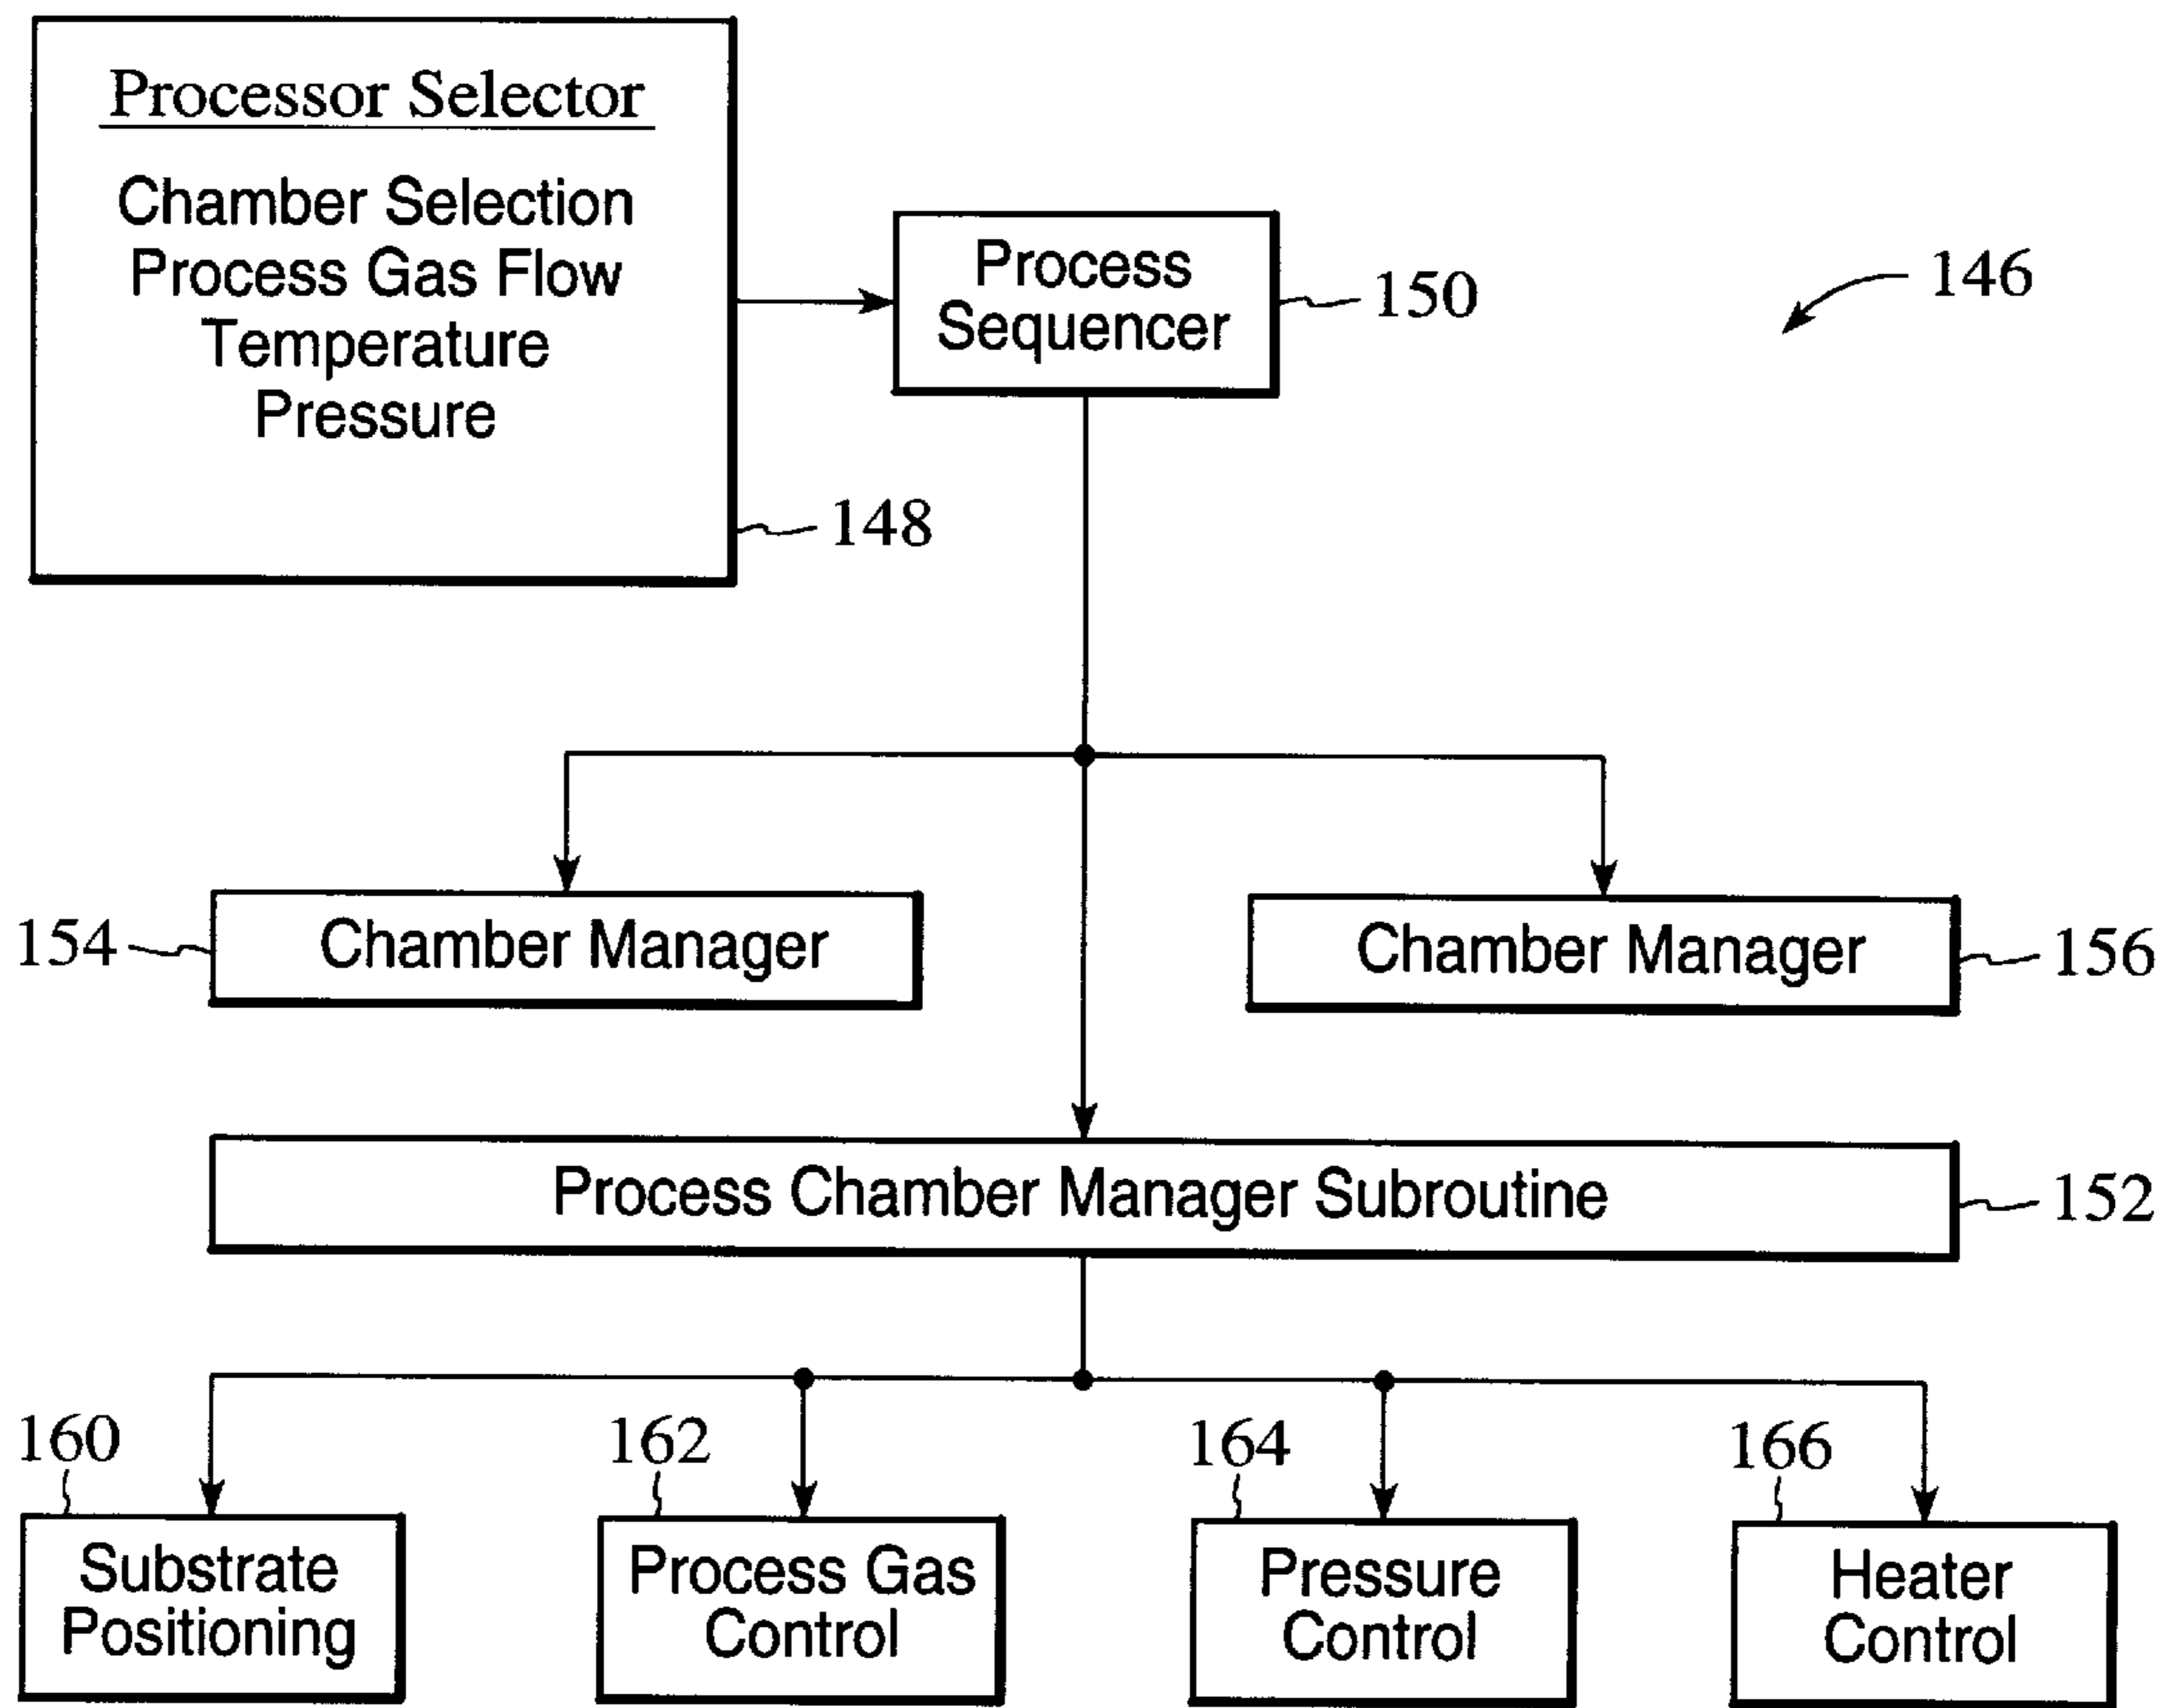 Processor Selector
Chamber Selection
Process Gas Flow
Temperature
Pressure
148
Process
Sequencer
150
146
154
Chamber Manager
Chamber Manager
156
Process Chamber Manager Subroutine
152
160
Substrate
Positioning
162
Process Gas
Control
164
Pressure
Control
166
Heater
Control